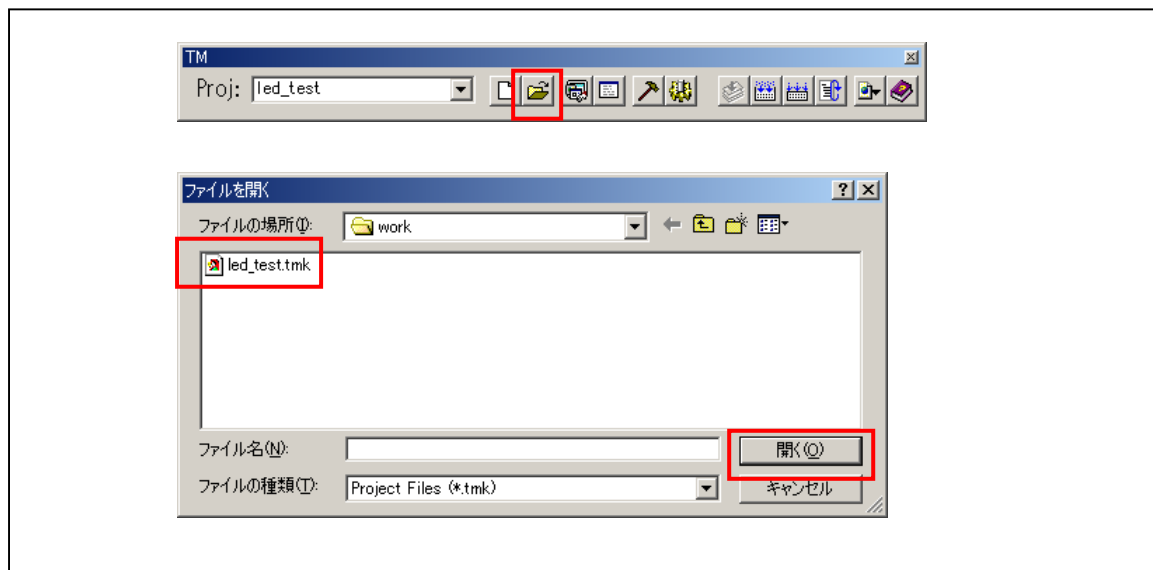 TM
Proj: led_test
ファイルを開く
ファイルの場所(I): work
led_test.tmk
ファイル名(N): 開く(O)
ファイルの種類(T): Project Files (*.tmk) キャンセル